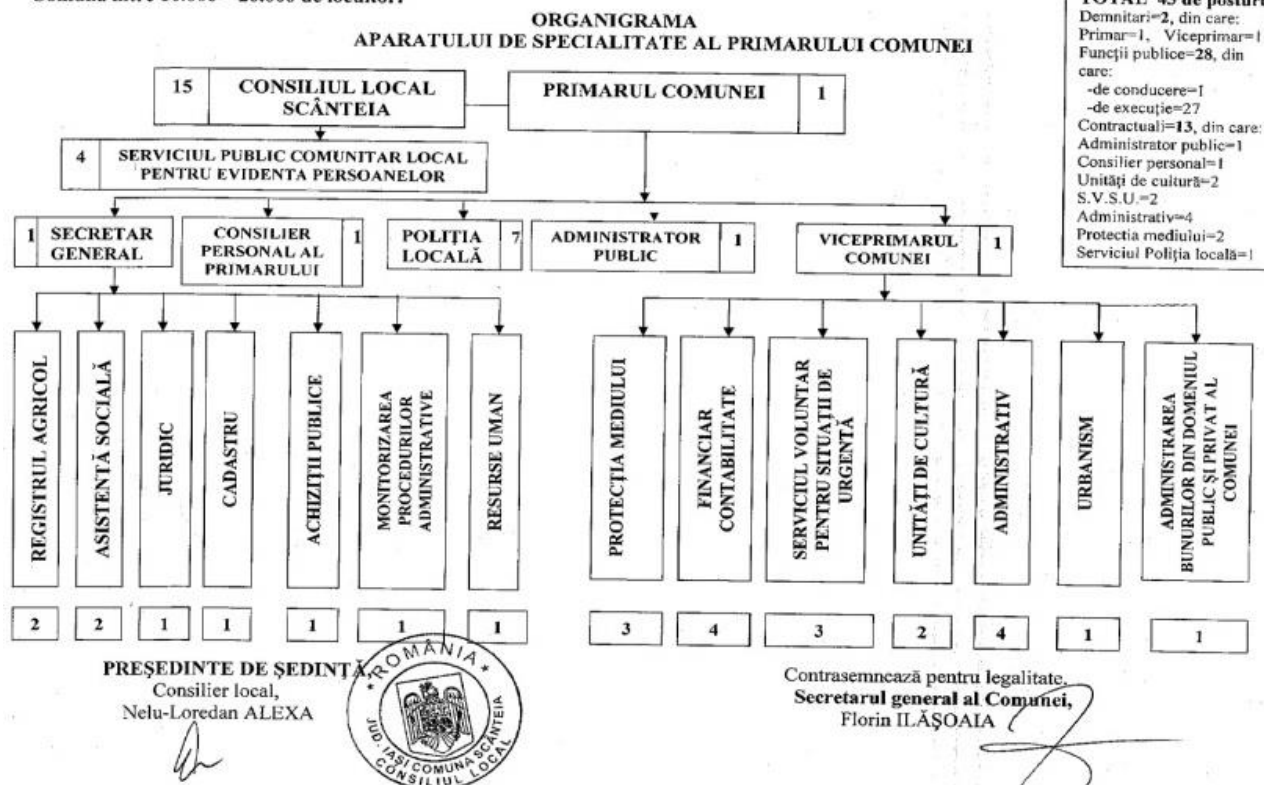 ORGANIGRAMA
APARATULUI DE SPECIALITATE AL PRIMARULUI COMUNEI
TOTAL 43 de posturi
Demnitari=2, din care:
Primar=1, Viceprimar=1
Funcții publice=28, din
care:
-de conducere=1
-de execuție=27
Contractuali=13, din care:
Administrator public=1
Consilier personal=1
Unități de cultură=2
S.V.S.U.=2
Administrativ=4
Protectia mediului=2
Serviciul Poliția locală=1
15
CONSILIUL LOCAL
SCÂNTEIA
PRIMARUL COMUNEI
1
4
SERVICIUL PUBLIC COMUNITAR LOCAL
PENTRU EVIDENTA PERSOANELOR
1
SECRETAR
GENERAL
CONSILIER
PERSONAL AL
PRIMARULUI
1
POLIȚIA
LOCALĂ
7
ADMINISTRATOR
PUBLIC
1
VICEPRIMARUL
COMUNEI
1
REGISTRUL AGRICOL
ASISTENTĂ SOCIALĂ
JURIDIC
CADASTRU
ACHIZIȚII PUBLICE
MONITORIZAREA
PROCEDURILOR
ADMINISTRATIVE
RESURSE UMAN
PROTECȚIA MEDIULUI
FINANCIAR
CONTABILITATE
SERVICIUL VOLUNTAR
PENTRU SITUAȚII DE
URGENTĂ
UNITĂȚI DE CULTURĂ
ADMINISTRATIV
URBANISM
ADMINISTRAREA
BUNURILOR DIN DOMENIUL
PUBLIC ȘI PRIVAT AL
COMUNEI
2 2 1 1 1 1 1 3 4 3 2 4 1 1
PREȘEDINTE DE ȘEDINȚĂ,
Consilier local,
Nelu-Loredan ALEXA
* ROMÂNIA *
JUD. IAȘI COMUNA SCÂNTEIA
CONSILIUL LOCAL
Contrasemnează pentru legalitate,
Secretarul general al Comunei,
Florin ILĂȘOAIA